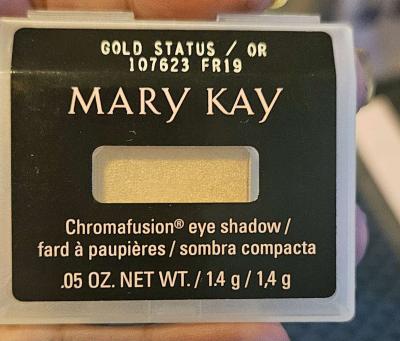 GOLD STATUS / OR
107623 FR19
MARY KAY
Chromafusion® eye shadow /
fard à paupières / sombra compacta
.05 OZ. NET WT. / 1.4 g / 1,4 g